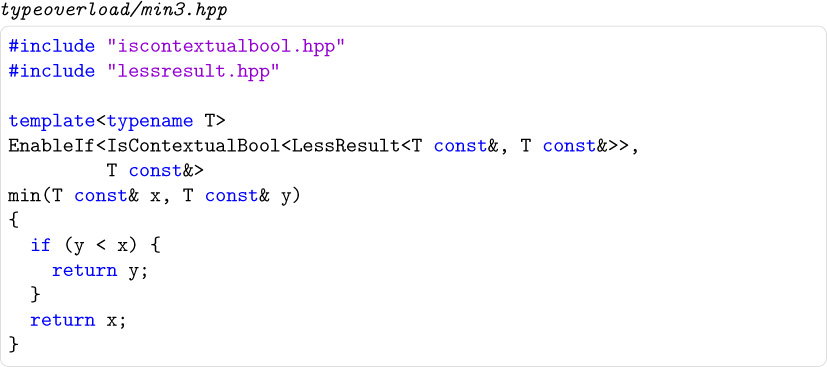 typeoverload/min3.hpp
#include "iscontextualbool.hpp"
#include "lessresult.hpp"
template<typename T>
EnableIf<IsContextualBool<LessResult<T const&, T const&>>,
         T const&>
min(T const& x, T const& y)
{
  if (y < x) {
    return y;
  }
  return x;
}